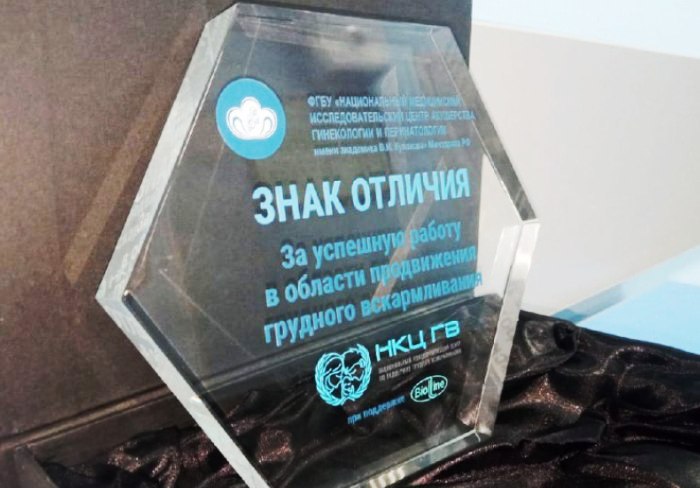 ФГБУ «НАЦИОНАЛЬНЫЙ МЕДИЦИНСКИЙ
ИССЛЕДОВАТЕЛЬСКИЙ ЦЕНТР АКУШЕРСТВА
ГИНЕКОЛОГИИ И ПЕРИНАТОЛОГИИ
ИМЕНИ АКАДЕМИКА В.И. Кулакова» Минздрава РФ
ЗНАК ОТЛИЧИЯ
За успешную работу
в области продвижения
грудного вскармливания
НКЦ ГВ
при поддержке BioLine